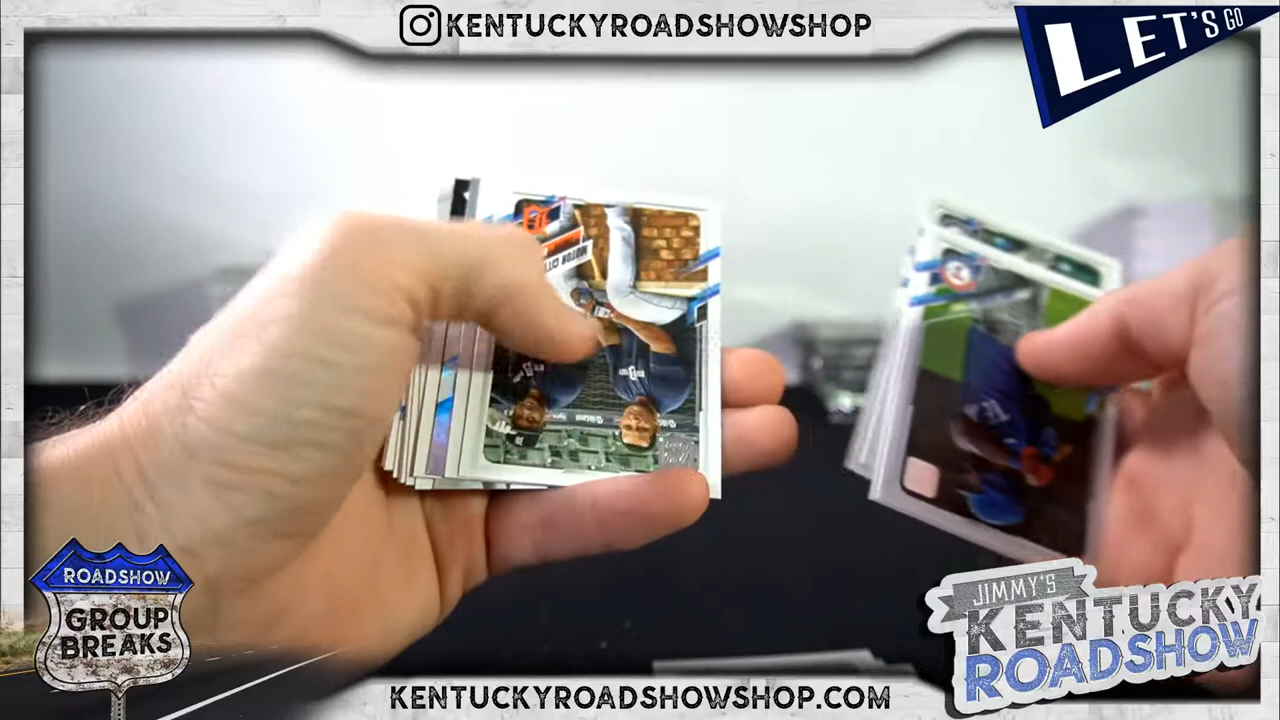 KENTUCKYROADSHOWSHOP
LET'S GO
MOTOR CITY
ROADSHOW
GROUP
BREAKS
JIMMY'S
KENTUCKY
ROADSHOW
KENTUCKYROADSHOWSHOP.COM